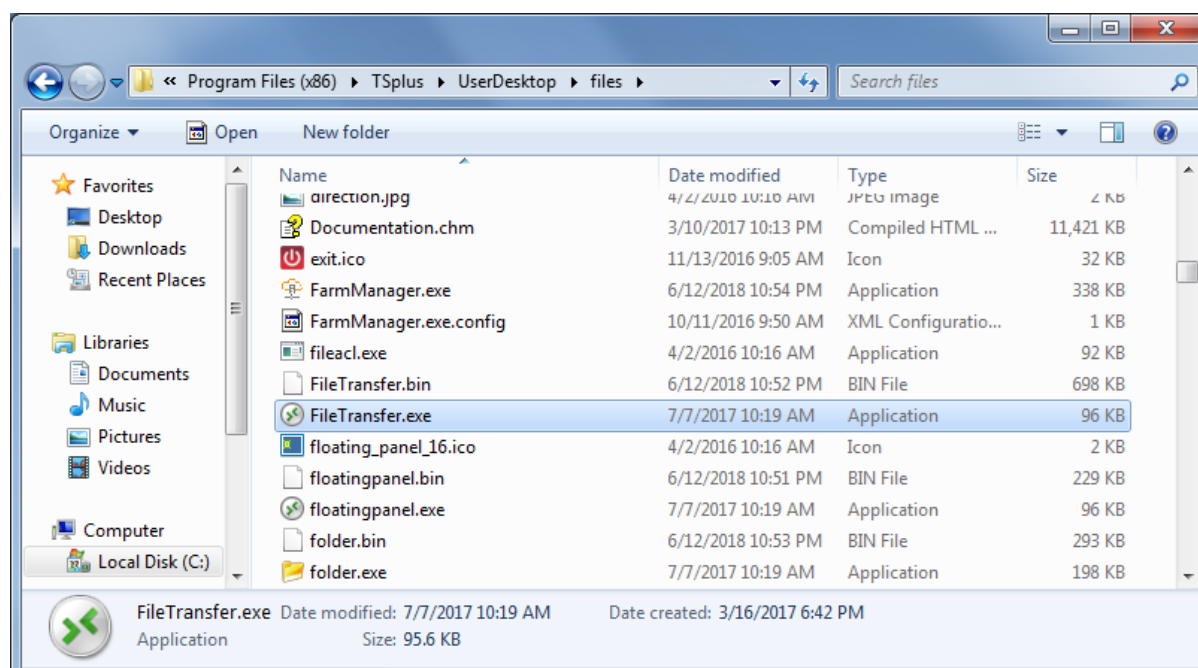 « Program Files (x86) ▸ TSplus ▸ UserDesktop ▸ files ▸ Search files
Organize Open New folder
Favorites
Desktop
Downloads
Recent Places
Libraries
Documents
Music
Pictures
Videos
Computer
Local Disk (C:)
Name Date modified Type Size
direction.jpg 4/2/2016 10:16 AM JPEG image 2 KB
Documentation.chm 3/10/2017 10:13 PM Compiled HTML ... 11,421 KB
exit.ico 11/13/2016 9:05 AM Icon 32 KB
FarmManager.exe 6/12/2018 10:54 PM Application 338 KB
FarmManager.exe.config 10/11/2016 9:50 AM XML Configuratio... 1 KB
fileacl.exe 4/2/2016 10:16 AM Application 92 KB
FileTransfer.bin 6/12/2018 10:52 PM BIN File 698 KB
FileTransfer.exe 7/7/2017 10:19 AM Application 96 KB
floating_panel_16.ico 4/2/2016 10:16 AM Icon 2 KB
floatingpanel.bin 6/12/2018 10:51 PM BIN File 229 KB
floatingpanel.exe 7/7/2017 10:19 AM Application 96 KB
folder.bin 6/12/2018 10:53 PM BIN File 293 KB
folder.exe 7/7/2017 10:19 AM Application 198 KB
FileTransfer.exe Date modified: 7/7/2017 10:19 AM Date created: 3/16/2017 6:42 PM
Application Size: 95.6 KB